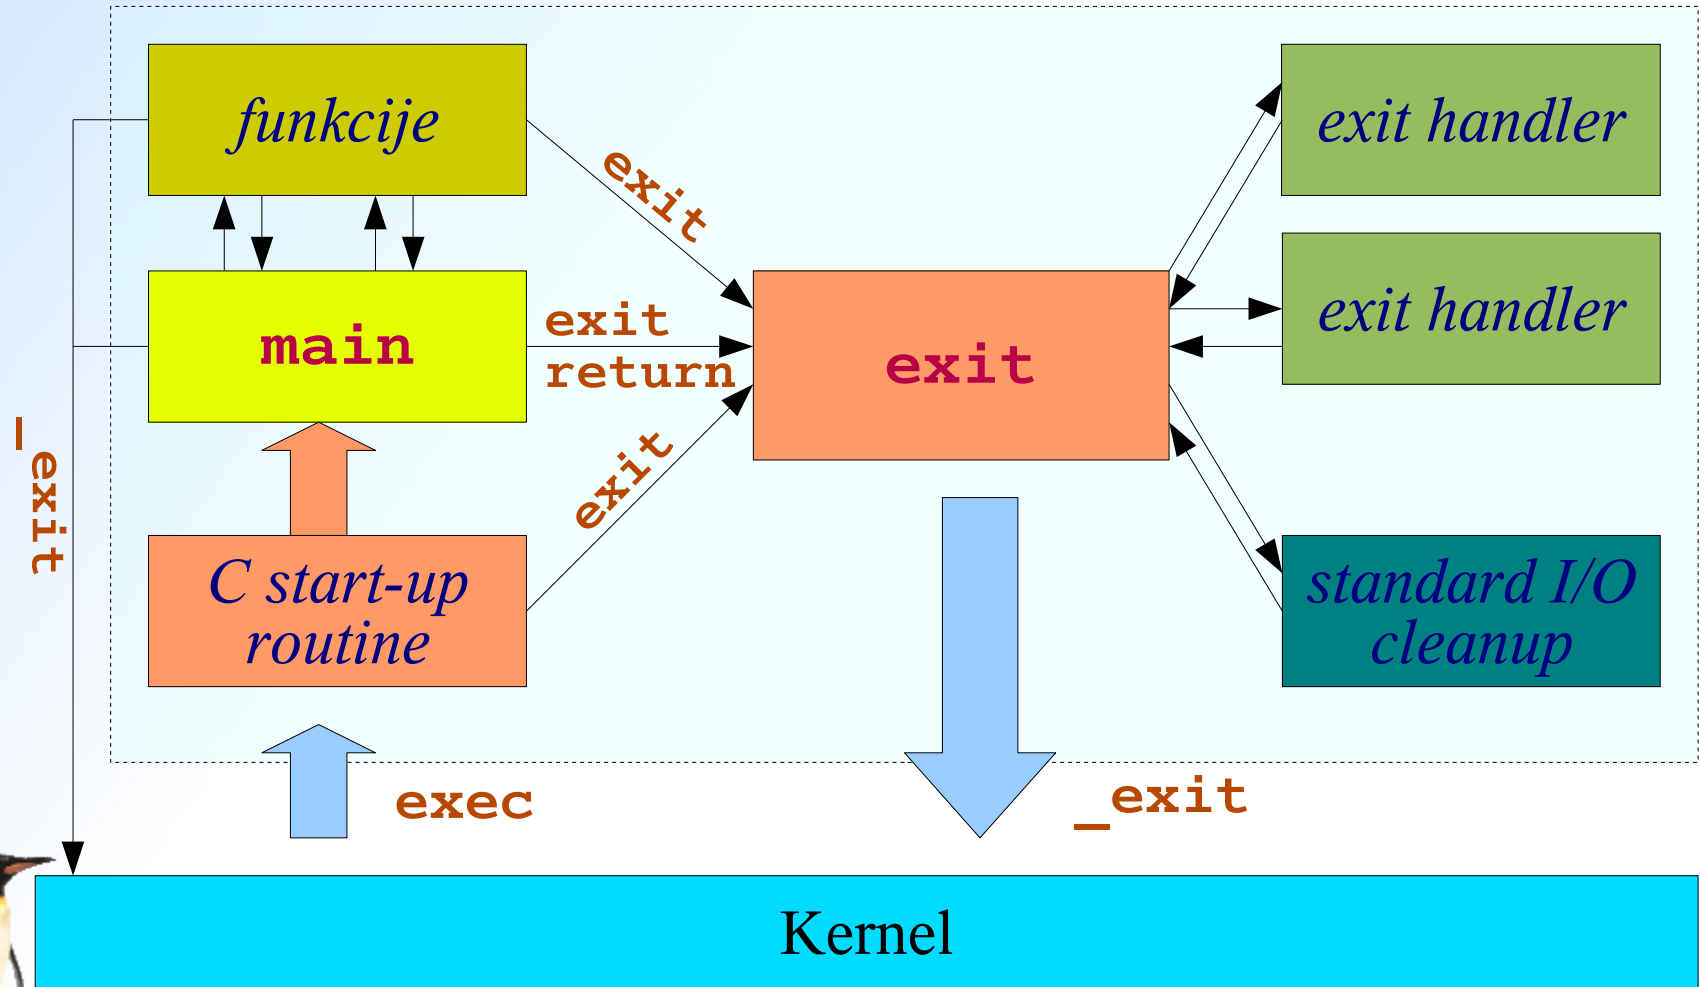 funkcije
exit
exit handler
exit handler
main
exit
return
exit
_exit
exit
C start-up
routine
standard I/O
cleanup
exec
_exit
Kernel